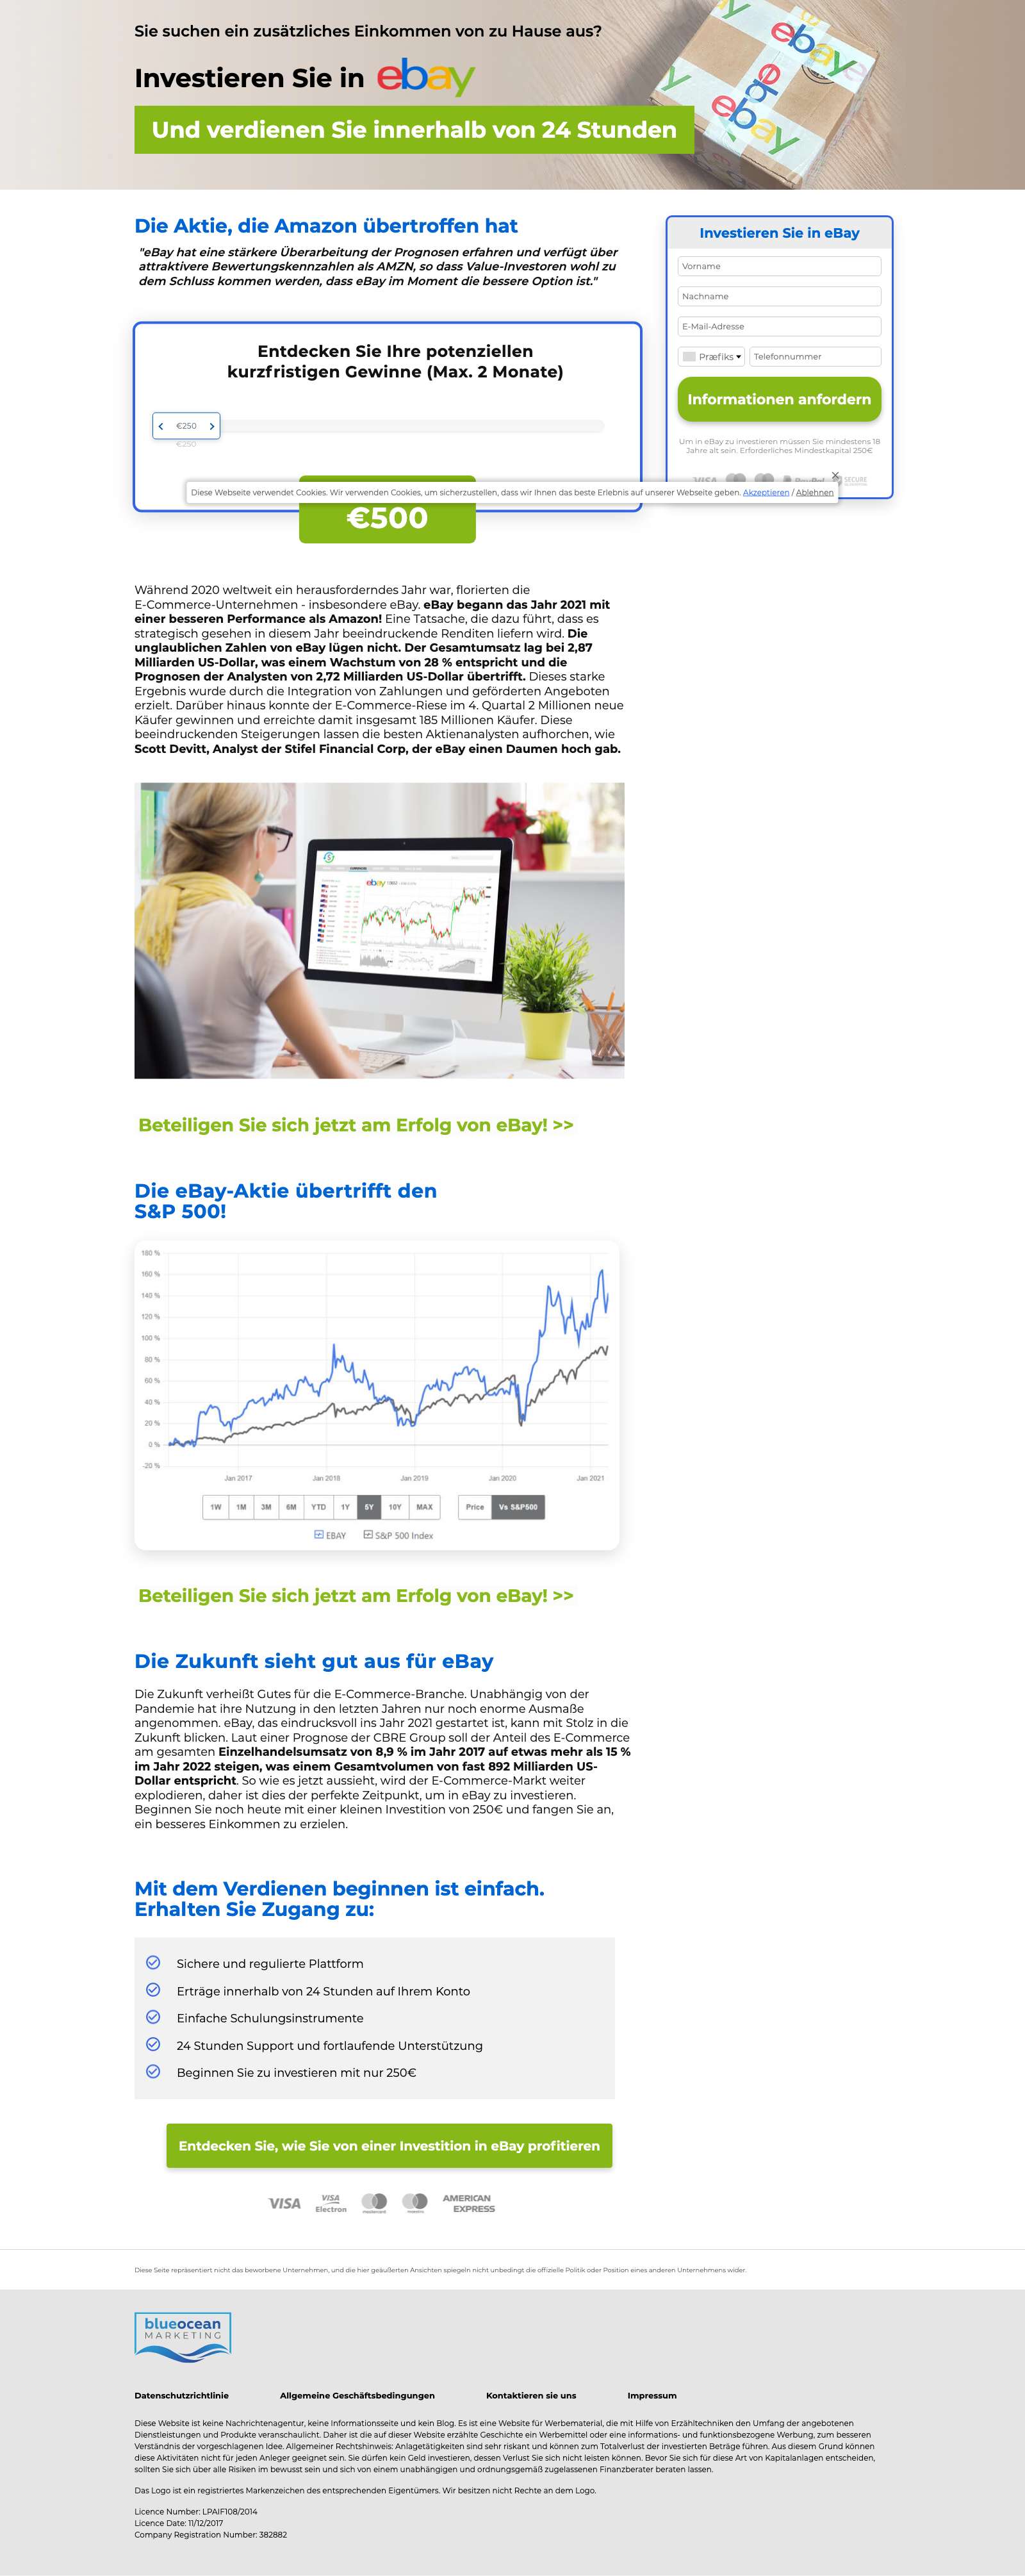 Sie suchen ein zusätzliches Einkommen von zu Hause aus?
Investieren Sie in ebay
Und verdienen Sie innerhalb von 24 Stunden
ebay
ebay
Die Aktie, die Amazon übertroffen hat
"eBay hat eine stärkere Überarbeitung der Prognosen erfahren und verfügt über
attraktivere Bewertungskennzahlen als AMZN, so dass Value-Investoren wohl zu
dem Schluss kommen werden, dass eBay im Moment die bessere Option ist."
Entdecken Sie Ihre potenziellen
kurzfristigen Gewinne (Max. 2 Monate)
€250
€250
€500
Investieren Sie in eBay
Vorname
Nachname
E-Mail-Adresse
Præfiks
Telefonnummer
Informationen anfordern
Um in eBay zu investieren müssen Sie mindestens 18
Jahre alt sein. Erforderliches Mindestkapital 250€
VISA PayPal SECURE
Diese Webseite verwendet Cookies. Wir verwenden Cookies, um sicherzustellen, dass wir Ihnen das beste Erlebnis auf unserer Webseite geben. Akzeptieren / Ablehnen
Während 2020 weltweit ein herausforderndes Jahr war, florierten die
E-Commerce-Unternehmen - insbesondere eBay. eBay begann das Jahr 2021 mit
einer besseren Performance als Amazon! Eine Tatsache, die dazu führt, dass es
strategisch gesehen in diesem Jahr beeindruckende Renditen liefern wird. Die
unglaublichen Zahlen von eBay lügen nicht. Der Gesamtumsatz lag bei 2,87
Milliarden US-Dollar, was einem Wachstum von 28 % entspricht und die
Prognosen der Analysten von 2,72 Milliarden US-Dollar übertrifft. Dieses starke
Ergebnis wurde durch die Integration von Zahlungen und geförderten Angeboten
erzielt. Darüber hinaus konnte der E-Commerce-Riese im 4. Quartal 2 Millionen neue
Käufer gewinnen und erreichte damit insgesamt 185 Millionen Käufer. Diese
beeindruckenden Steigerungen lassen die besten Aktienanalysten aufhorchen, wie
Scott Devitt, Analyst der Stifel Financial Corp, der eBay einen Daumen hoch gab.
ebay
Beteiligen Sie sich jetzt am Erfolg von eBay! >>
Die eBay-Aktie übertrifft den
S&P 500!
180 %
160 %
140 %
120 %
100 %
80 %
60 %
40 %
20 %
0 %
-20 %
Jan 2017 Jan 2018 Jan 2019 Jan 2020 Jan 2021
1W 1M 3M 6M YTD 1Y 5Y 10Y MAX Price Vs S&P500
EBAY S&P 500 Index
Beteiligen Sie sich jetzt am Erfolg von eBay! >>
Die Zukunft sieht gut aus für eBay
Die Zukunft verheißt Gutes für die E-Commerce-Branche. Unabhängig von der
Pandemie hat ihre Nutzung in den letzten Jahren nur noch enorme Ausmaße
angenommen. eBay, das eindrucksvoll ins Jahr 2021 gestartet ist, kann mit Stolz in die
Zukunft blicken. Laut einer Prognose der CBRE Group soll der Anteil des E-Commerce
am gesamten Einzelhandelsumsatz von 8,9 % im Jahr 2017 auf etwas mehr als 15 %
im Jahr 2022 steigen, was einem Gesamtvolumen von fast 892 Milliarden US-
Dollar entspricht. So wie es jetzt aussieht, wird der E-Commerce-Markt weiter
explodieren, daher ist dies der perfekte Zeitpunkt, um in eBay zu investieren.
Beginnen Sie noch heute mit einer kleinen Investition von 250€ und fangen Sie an,
ein besseres Einkommen zu erzielen.
Mit dem Verdienen beginnen ist einfach.
Erhalten Sie Zugang zu:
Sichere und regulierte Plattform
Erträge innerhalb von 24 Stunden auf Ihrem Konto
Einfache Schulungsinstrumente
24 Stunden Support und fortlaufende Unterstützung
Beginnen Sie zu investieren mit nur 250€
Entdecken Sie, wie Sie von einer Investition in eBay profitieren
VISA VISA Electron mastercard maestro AMERICAN EXPRESS
Diese Seite repräsentiert nicht das beworbene Unternehmen, und die hier geäußerten Ansichten spiegeln nicht unbedingt die offizielle Politik oder Position eines anderen Unternehmens wider.
blueocean
MARKETING
Datenschutzrichtlinie Allgemeine Geschäftsbedingungen Kontaktieren sie uns Impressum
Diese Website ist keine Nachrichtenagentur, keine Informationsseite und kein Blog. Es ist eine Website für Werbematerial, die mit Hilfe von Erzähltechniken den Umfang der angebotenen
Dienstleistungen und Produkte veranschaulicht. Daher ist die auf dieser Website erzählte Geschichte ein Werbemittel oder eine informations- und funktionsbezogene Werbung, zum besseren
Verständnis der vorgeschlagenen Idee. Allgemeiner Rechtshinweis: Anlagetätigkeiten sind sehr riskant und können zum Totalverlust der investierten Beträge führen. Aus diesem Grund können
diese Aktivitäten nicht für jeden Anleger geeignet sein. Sie dürfen kein Geld investieren, dessen Verlust Sie sich nicht leisten können. Bevor Sie sich für diese Art von Kapitalanlagen entscheiden,
sollten Sie sich über alle Risiken im bewusst sein und sich von einem unabhängigen und ordnungsgemäß zugelassenen Finanzberater beraten lassen.
Das Logo ist ein registriertes Markenzeichen des entsprechenden Eigentümers. Wir besitzen nicht Rechte an dem Logo.
Licence Number: LPAIF108/2014
Licence Date: 11/12/2017
Company Registration Number: 382882